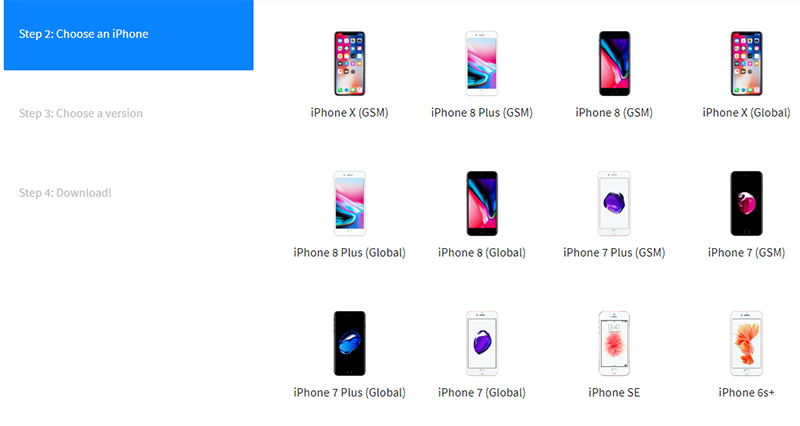 Step 2: Choose an iPhone
Step 3: Choose a version
Step 4: Download!
iPhone X (GSM)
iPhone 8 Plus (GSM)
iPhone 8 (GSM)
iPhone X (Global)
iPhone 8 Plus (Global)
iPhone 8 (Global)
iPhone 7 Plus (GSM)
iPhone 7 (GSM)
iPhone 7 Plus (Global)
iPhone 7 (Global)
iPhone SE
iPhone 6s+